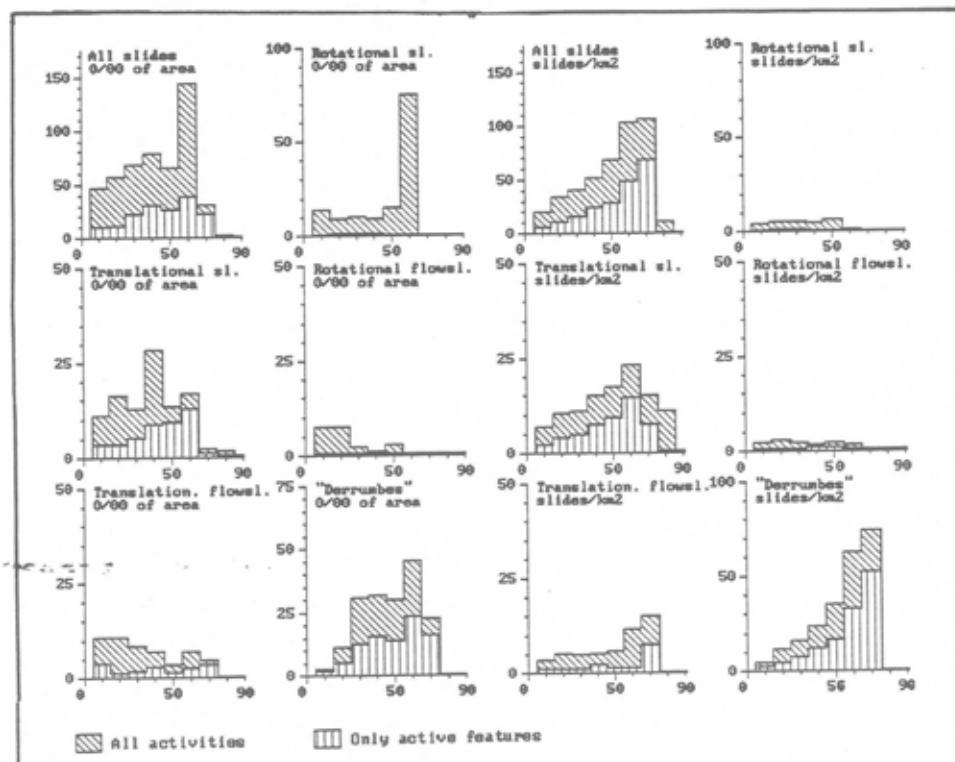 All slides
0/00 of area
150
100
50
0
0
50
90
Rotational sl.
0/00 of area
100
50
0
0
50
90
All slides
slides/km2
150
100
50
0
0
50
90
Rotational sl.
slides/km2
100
50
0
0
50
90
Translational sl.
0/00 of area
50
25
0
0
50
90
Rotational flowsl.
0/00 of area
50
25
0
0
50
90
Translational sl.
slides/km2
50
25
0
0
50
90
Rotational flowsl.
slides/km2
50
25
0
0
50
90
Translation. flowsl.
0/00 of area
50
25
0
0
50
90
"Derrumbes"
0/00 of area
75
50
25
0
0
50
90
Translation. flowsl.
slides/km2
50
25
0
0
50
90
"Derrumbes"
slides/km2
100
50
0
0
50
90
All activities
Only active features